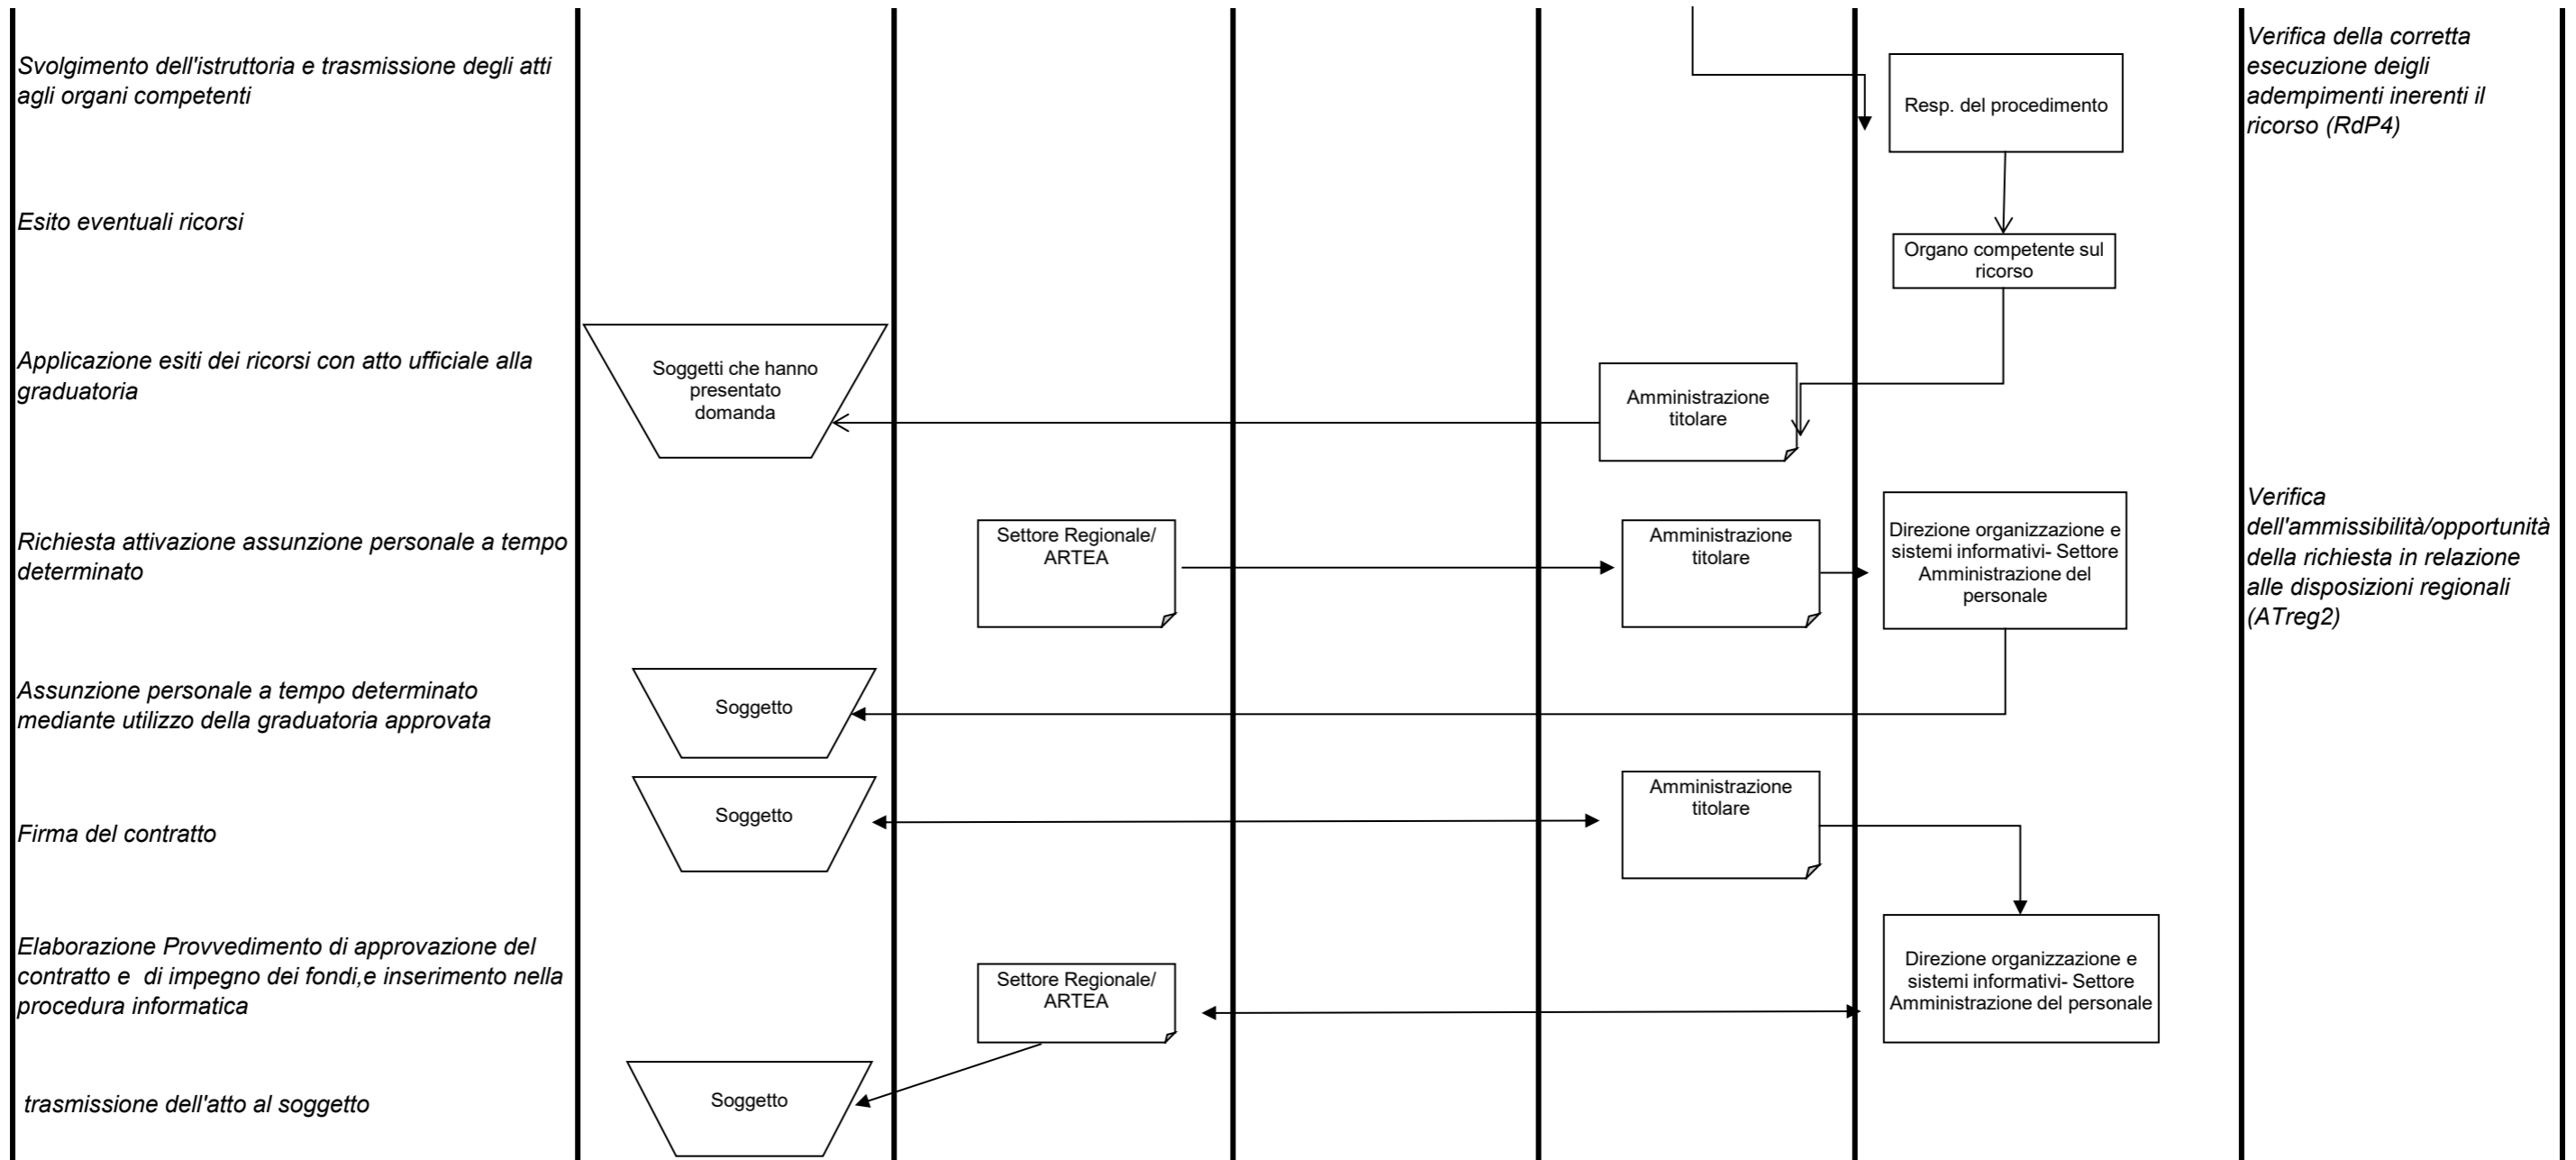 Svolgimento dell'istruttoria e trasmissione degli atti
agli organi competenti
Resp. del procedimento
Verifica della corretta
esecuzione deigli
adempimenti inerenti il
ricorso (RdP4)
Esito eventuali ricorsi
Organo competente sul
ricorso
Applicazione esiti dei ricorsi con atto ufficiale alla
graduatoria
Soggetti che hanno
presentato
domanda
Amministrazione
titolare
Richiesta attivazione assunzione personale a tempo
determinato
Settore Regionale/
ARTEA
Amministrazione
titolare
Direzione organizzazione e
sistemi informativi- Settore
Amministrazione del
personale
Verifica
dell'ammissibilità/opportunità
della richiesta in relazione
alle disposizioni regionali
(ATreg2)
Assunzione personale a tempo determinato
mediante utilizzo della graduatoria approvata
Soggetto
Firma del contratto
Soggetto
Amministrazione
titolare
Elaborazione Provvedimento di approvazione del
contratto e  di impegno dei fondi,e inserimento nella
procedura informatica
Settore Regionale/
ARTEA
Direzione organizzazione e
sistemi informativi- Settore
Amministrazione del personale
trasmissione dell'atto al soggetto
Soggetto